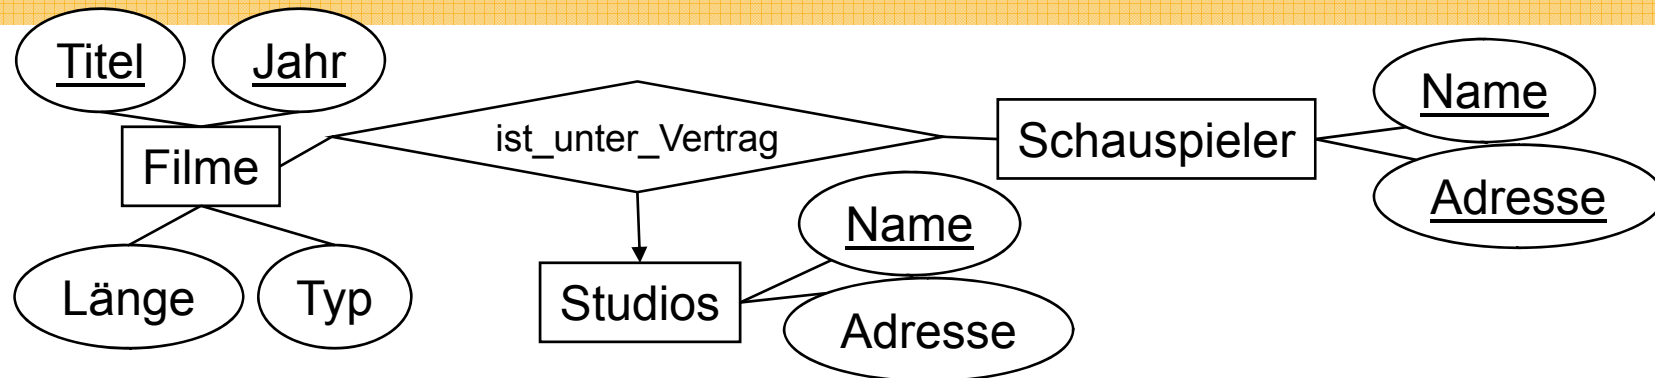 Titel
Jahr
Name
ist_unter_Vertrag
Schauspieler
Filme
Adresse
Name
Länge
Typ
Studios
Adresse